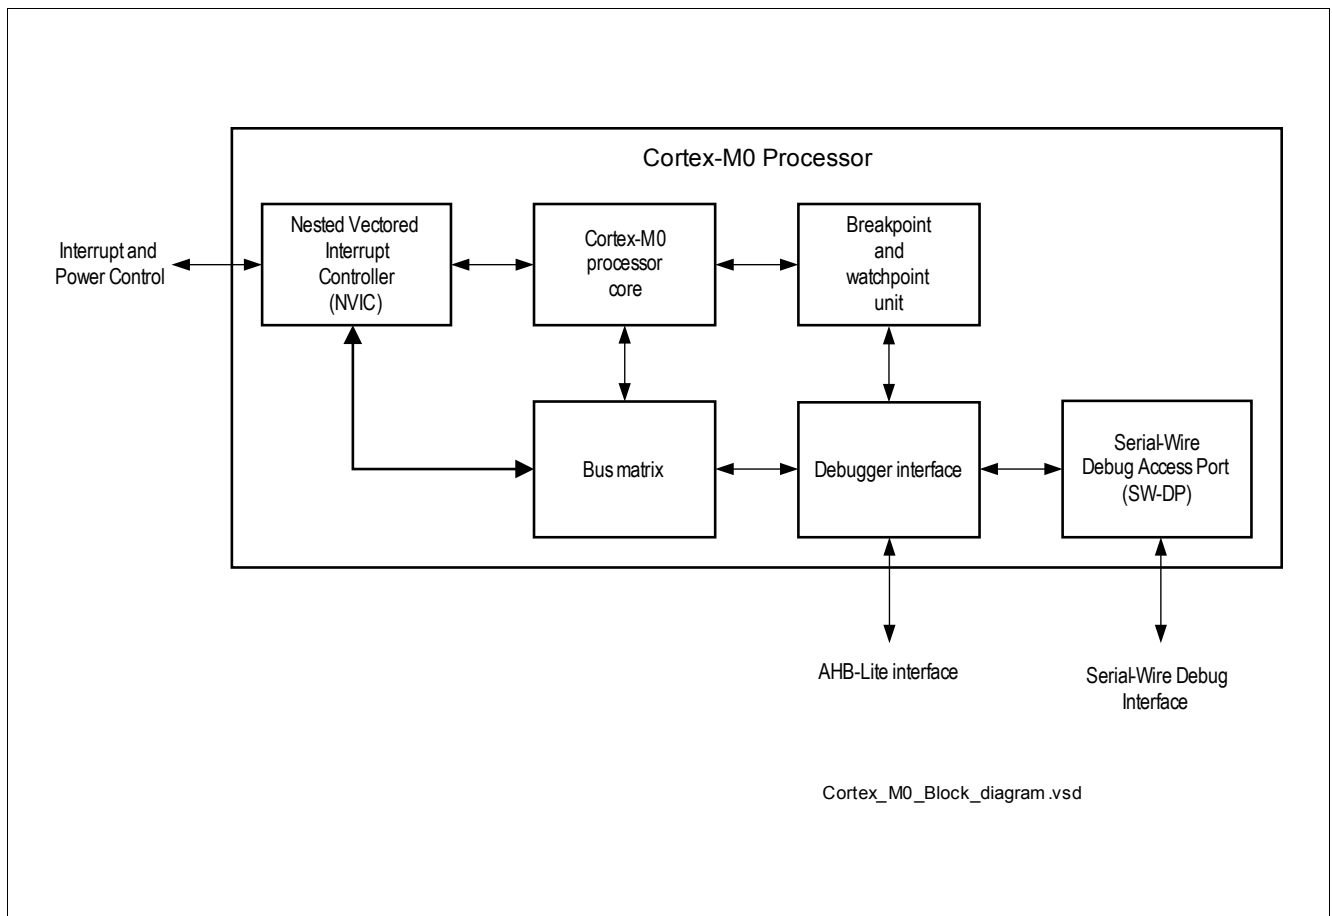 Cortex-M0 Processor
Nested Vectored
Interrupt
Controller
(NVIC)
Cortex-M0
processor
core
Breakpoint
and
watchpoint
unit
Interrupt and
Power Control
Bus matrix
Debugger interface
Serial-Wire
Debug Access Port
(SW-DP)
AHB-Lite interface
Serial-Wire Debug
Interface
Cortex_M0_Block_diagram.vsd